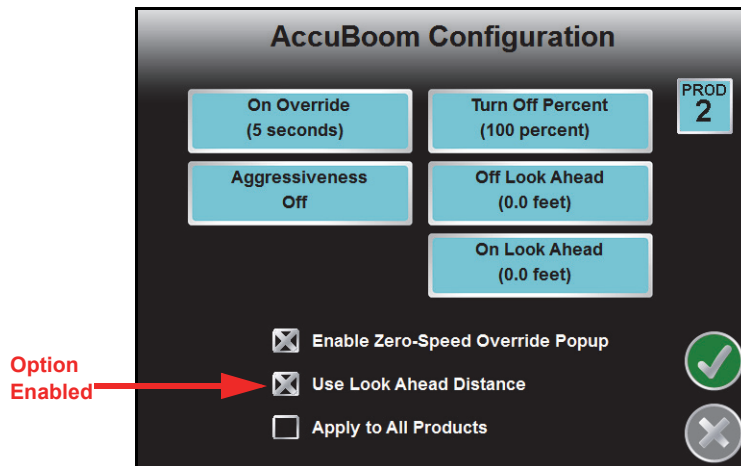 AccuBoom Configuration
On Override
(5 seconds)
Turn Off Percent
(100 percent)
PROD
2
Aggressiveness
Off
Off Look Ahead
(0.0 feet)
On Look Ahead
(0.0 feet)
Enable Zero-Speed Override Popup
Option
Enabled
Use Look Ahead Distance
Apply to All Products